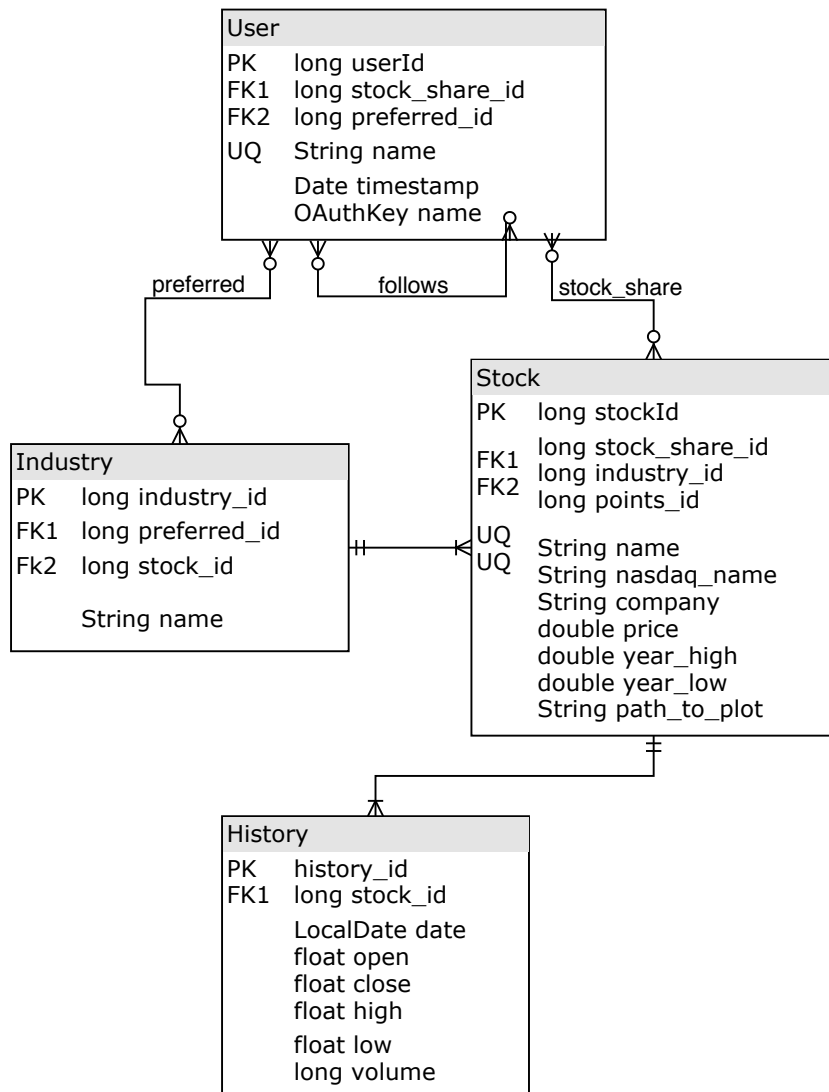 User
PK long userId
FK1 long stock_share_id
FK2 long preferred_id
UQ String name
Date timestamp
OAuthKey name
preferred
follows
stock_share
Stock
PK long stockId
long stock_share_id
FK1 long industry_id
FK2 long points_id
UQ String name
UQ String nasdaq_name
String company
double price
double year_high
double year_low
String path_to_plot
Industry
PK long industry_id
FK1 long preferred_id
Fk2 long stock_id
String name
History
PK history_id
FK1 long stock_id
LocalDate date
float open
float close
float high
float low
long volume